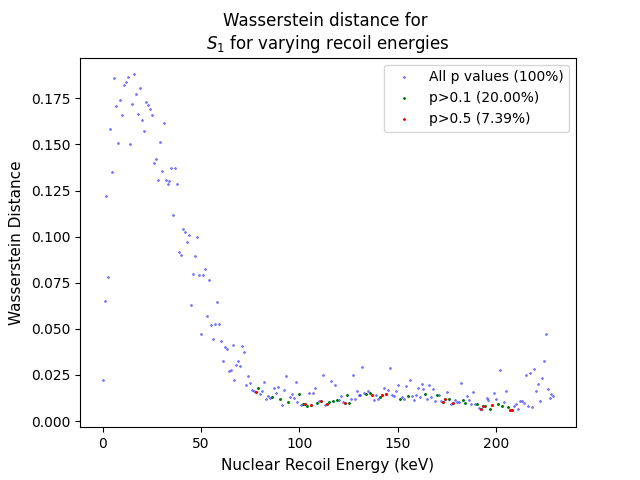 Wasserstein distance for
S₁ for varying recoil energies
All p values (100%)
p>0.1 (20.00%)
p>0.5 (7.39%)
Wasserstein Distance
0.175
0.150
0.125
0.100
0.075
0.050
0.025
0.000
0
50
100
150
200
Nuclear Recoil Energy (keV)